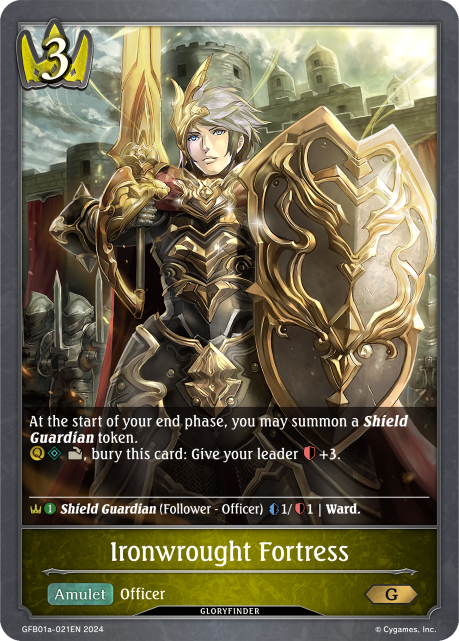 3
At the start of your end phase, you may summon a Shield
Guardian token.
Q, bury this card: Give your leader +3.
1 Shield Guardian (Follower - Officer) 1/1 | Ward.
Ironwrought Fortress
Amulet Officer
G
GLORYFINDER
GFB01a-021EN 2024
© Cygames, Inc.